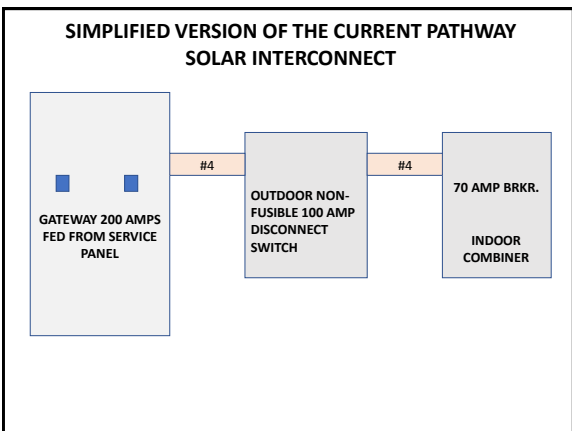 SIMPLIFIED VERSION OF THE CURRENT PATHWAY
SOLAR INTERCONNECT
GATEWAY 200 AMPS
FED FROM SERVICE
PANEL
#4
OUTDOOR NON-
FUSIBLE 100 AMP
DISCONNECT
SWITCH
#4
70 AMP BRKR.
INDOOR
COMBINER